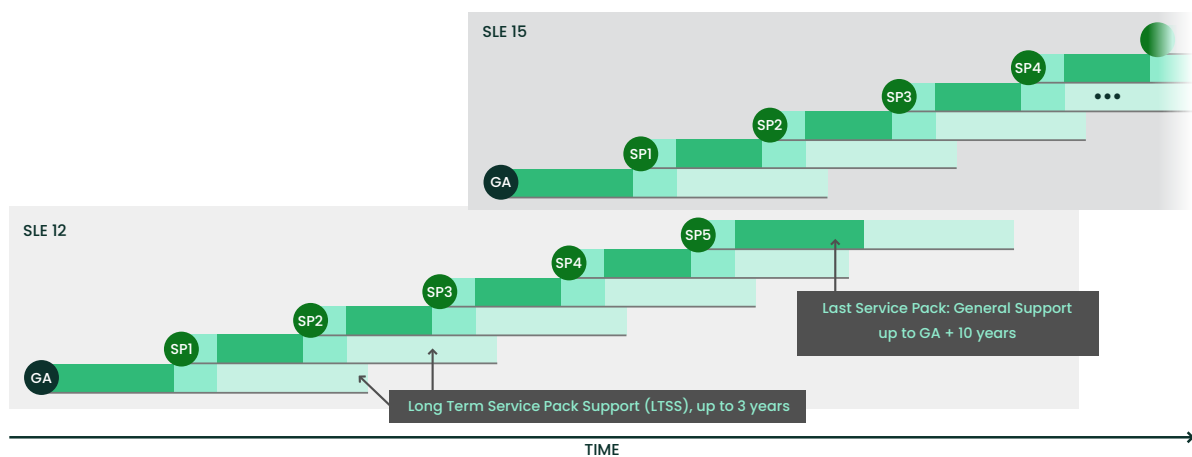 SLE 15
SP4
SP3
•••
SP2
SP1
GA
SLE 12
SP5
SP4
SP3
Last Service Pack: General Support
up to GA + 10 years
SP2
SP1
GA
Long Term Service Pack Support (LTSS), up to 3 years
TIME